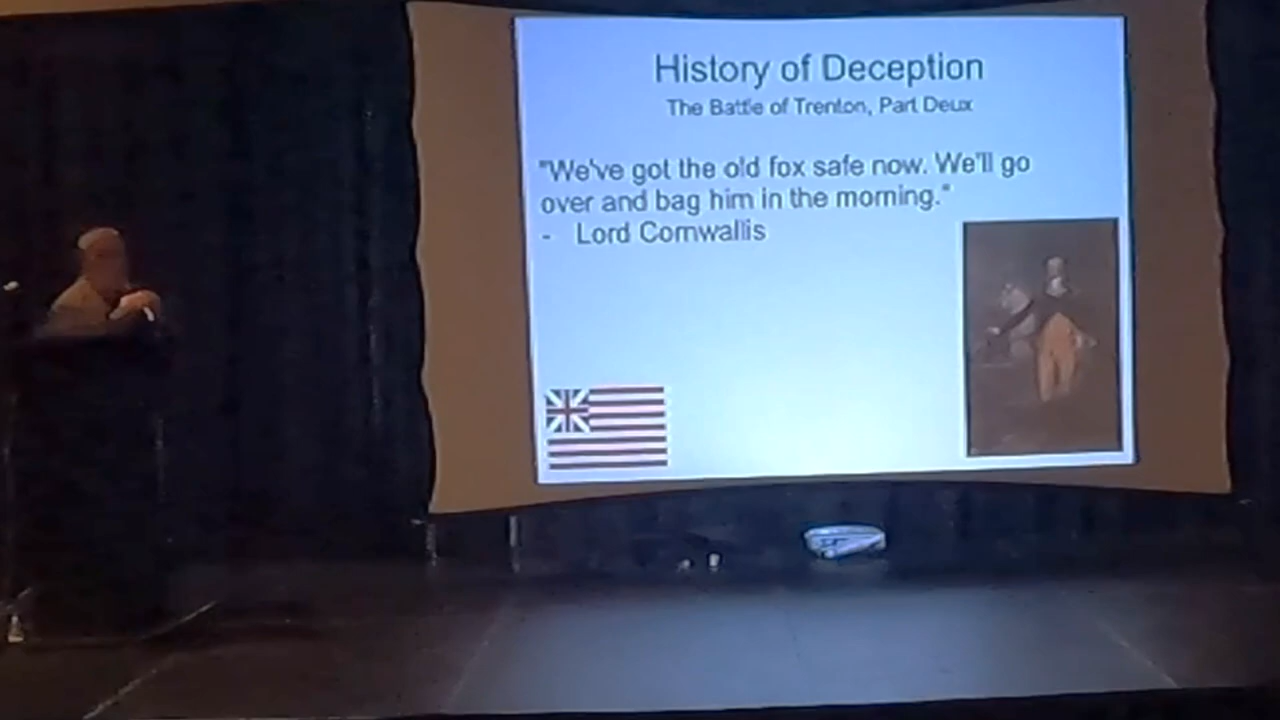 History of Deception
The Battle of Trenton, Part Deux
"We've got the old fox safe now. We'll go
over and bag him in the morning."
- Lord Cornwallis